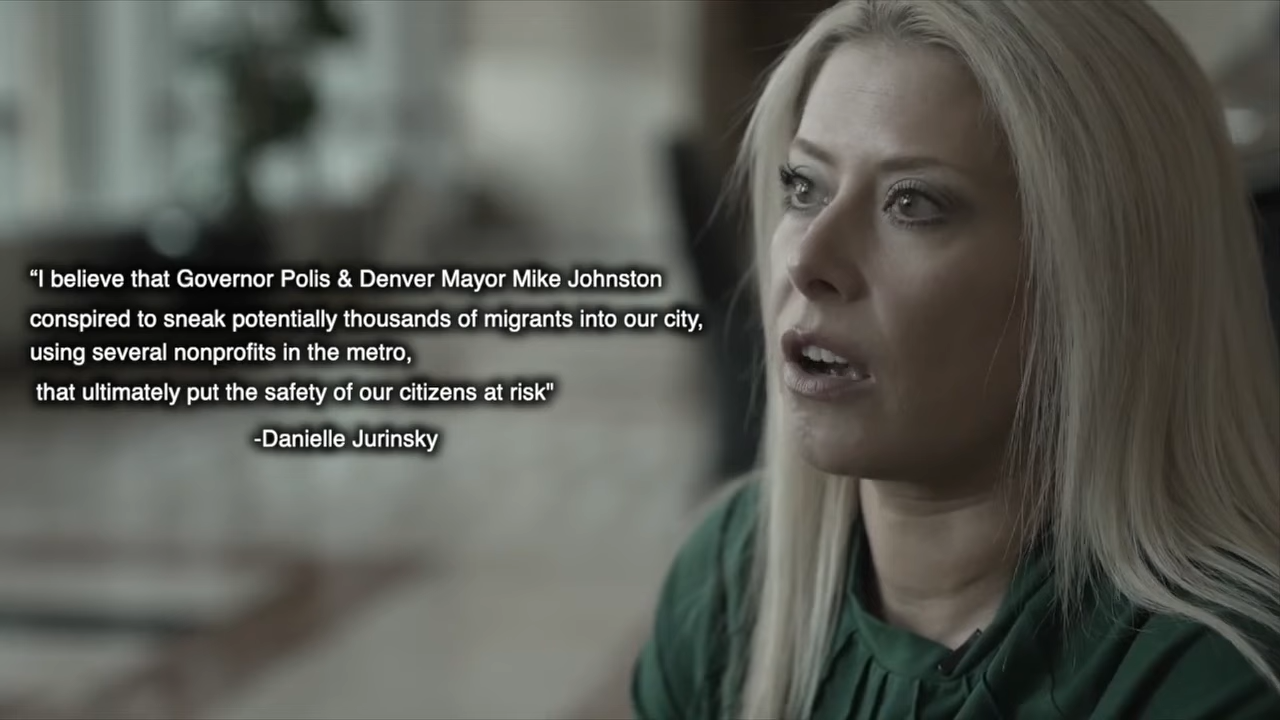 “I believe that Governor Polis & Denver Mayor Mike Johnston
conspired to sneak potentially thousands of migrants into our city,
using several nonprofits in the metro,
that ultimately put the safety of our citizens at risk"
-Danielle Jurinsky